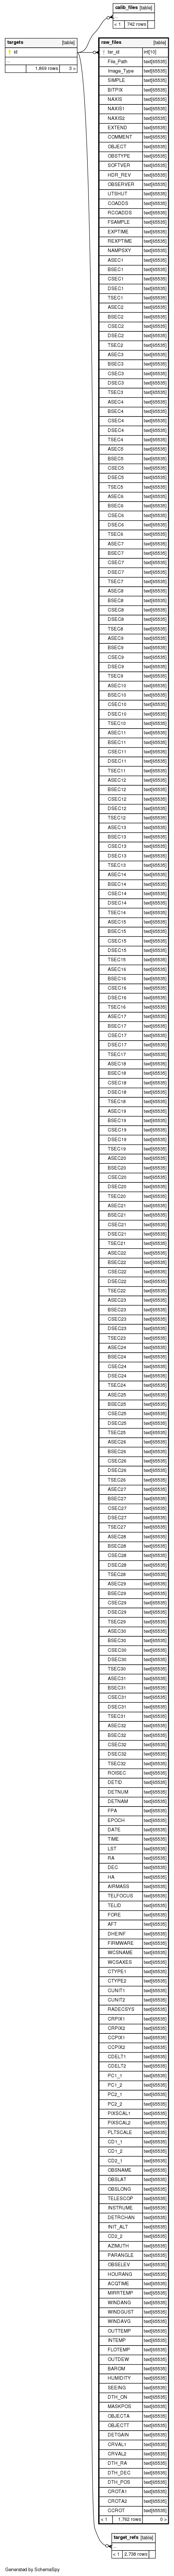 calib_files [table]
...
< 1 742 rows
targets [table]
id
...
1,869 rows 3 >
raw_files [table]
tar_id int[10]
File_Path text[65535]
Image_Type text[65535]
SIMPLE text[65535]
BITPIX text[65535]
NAXIS text[65535]
NAXIS1 text[65535]
NAXIS2 text[65535]
EXTEND text[65535]
COMMENT text[65535]
OBJECT text[65535]
OBSTYPE text[65535]
SOFTVER text[65535]
HDR_REV text[65535]
OBSERVER text[65535]
UTSHUT text[65535]
COADDS text[65535]
RCOADDS text[65535]
FSAMPLE text[65535]
EXPTIME text[65535]
REXPTIME text[65535]
NAMPSXY text[65535]
ASEC1 text[65535]
BSEC1 text[65535]
CSEC1 text[65535]
DSEC1 text[65535]
TSEC1 text[65535]
ASEC2 text[65535]
BSEC2 text[65535]
CSEC2 text[65535]
DSEC2 text[65535]
TSEC2 text[65535]
ASEC3 text[65535]
BSEC3 text[65535]
CSEC3 text[65535]
DSEC3 text[65535]
TSEC3 text[65535]
ASEC4 text[65535]
BSEC4 text[65535]
CSEC4 text[65535]
DSEC4 text[65535]
TSEC4 text[65535]
ASEC5 text[65535]
BSEC5 text[65535]
CSEC5 text[65535]
DSEC5 text[65535]
TSEC5 text[65535]
ASEC6 text[65535]
BSEC6 text[65535]
CSEC6 text[65535]
DSEC6 text[65535]
TSEC6 text[65535]
ASEC7 text[65535]
BSEC7 text[65535]
CSEC7 text[65535]
DSEC7 text[65535]
TSEC7 text[65535]
ASEC8 text[65535]
BSEC8 text[65535]
CSEC8 text[65535]
DSEC8 text[65535]
TSEC8 text[65535]
ASEC9 text[65535]
BSEC9 text[65535]
CSEC9 text[65535]
DSEC9 text[65535]
TSEC9 text[65535]
ASEC10 text[65535]
BSEC10 text[65535]
CSEC10 text[65535]
DSEC10 text[65535]
TSEC10 text[65535]
ASEC11 text[65535]
BSEC11 text[65535]
CSEC11 text[65535]
DSEC11 text[65535]
TSEC11 text[65535]
ASEC12 text[65535]
BSEC12 text[65535]
CSEC12 text[65535]
DSEC12 text[65535]
TSEC12 text[65535]
ASEC13 text[65535]
BSEC13 text[65535]
CSEC13 text[65535]
DSEC13 text[65535]
TSEC13 text[65535]
ASEC14 text[65535]
BSEC14 text[65535]
CSEC14 text[65535]
DSEC14 text[65535]
TSEC14 text[65535]
ASEC15 text[65535]
BSEC15 text[65535]
CSEC15 text[65535]
DSEC15 text[65535]
TSEC15 text[65535]
ASEC16 text[65535]
BSEC16 text[65535]
CSEC16 text[65535]
DSEC16 text[65535]
TSEC16 text[65535]
ASEC17 text[65535]
BSEC17 text[65535]
CSEC17 text[65535]
DSEC17 text[65535]
TSEC17 text[65535]
ASEC18 text[65535]
BSEC18 text[65535]
CSEC18 text[65535]
DSEC18 text[65535]
TSEC18 text[65535]
ASEC19 text[65535]
BSEC19 text[65535]
CSEC19 text[65535]
DSEC19 text[65535]
TSEC19 text[65535]
ASEC20 text[65535]
BSEC20 text[65535]
CSEC20 text[65535]
DSEC20 text[65535]
TSEC20 text[65535]
ASEC21 text[65535]
BSEC21 text[65535]
CSEC21 text[65535]
DSEC21 text[65535]
TSEC21 text[65535]
ASEC22 text[65535]
BSEC22 text[65535]
CSEC22 text[65535]
DSEC22 text[65535]
TSEC22 text[65535]
ASEC23 text[65535]
BSEC23 text[65535]
CSEC23 text[65535]
DSEC23 text[65535]
TSEC23 text[65535]
ASEC24 text[65535]
BSEC24 text[65535]
CSEC24 text[65535]
DSEC24 text[65535]
TSEC24 text[65535]
ASEC25 text[65535]
BSEC25 text[65535]
CSEC25 text[65535]
DSEC25 text[65535]
TSEC25 text[65535]
ASEC26 text[65535]
BSEC26 text[65535]
CSEC26 text[65535]
DSEC26 text[65535]
TSEC26 text[65535]
ASEC27 text[65535]
BSEC27 text[65535]
CSEC27 text[65535]
DSEC27 text[65535]
TSEC27 text[65535]
ASEC28 text[65535]
BSEC28 text[65535]
CSEC28 text[65535]
DSEC28 text[65535]
TSEC28 text[65535]
ASEC29 text[65535]
BSEC29 text[65535]
CSEC29 text[65535]
DSEC29 text[65535]
TSEC29 text[65535]
ASEC30 text[65535]
BSEC30 text[65535]
CSEC30 text[65535]
DSEC30 text[65535]
TSEC30 text[65535]
ASEC31 text[65535]
BSEC31 text[65535]
CSEC31 text[65535]
DSEC31 text[65535]
TSEC31 text[65535]
ASEC32 text[65535]
BSEC32 text[65535]
CSEC32 text[65535]
DSEC32 text[65535]
TSEC32 text[65535]
ROISEC text[65535]
DETID text[65535]
DETNUM text[65535]
DETNAM text[65535]
FPA text[65535]
EPOCH text[65535]
DATE text[65535]
TIME text[65535]
LST text[65535]
RA text[65535]
DEC text[65535]
HA text[65535]
AIRMASS text[65535]
TELFOCUS text[65535]
TELID text[65535]
FORE text[65535]
AFT text[65535]
DHEINF text[65535]
FIRMWARE text[65535]
WCSNAME text[65535]
WCSAXES text[65535]
CTYPE1 text[65535]
CTYPE2 text[65535]
CUNIT1 text[65535]
CUNIT2 text[65535]
RADECSYS text[65535]
CRPIX1 text[65535]
CRPIX2 text[65535]
CCPIX1 text[65535]
CCPIX2 text[65535]
CDELT1 text[65535]
CDELT2 text[65535]
PC1_1 text[65535]
PC1_2 text[65535]
PC2_1 text[65535]
PC2_2 text[65535]
PIXSCAL1 text[65535]
PIXSCAL2 text[65535]
PLTSCALE text[65535]
CD1_1 text[65535]
CD1_2 text[65535]
CD2_1 text[65535]
OBSNAME text[65535]
OBSLAT text[65535]
OBSLONG text[65535]
TELESCOP text[65535]
INSTRUME text[65535]
DETRCHAN text[65535]
INIT_ALT text[65535]
CD2_2 text[65535]
AZIMUTH text[65535]
PARANGLE text[65535]
OBSELEV text[65535]
HOURANG text[65535]
ACQTIME text[65535]
MIRRTEMP text[65535]
WINDANG text[65535]
WINDGUST text[65535]
WINDAVG text[65535]
OUTTEMP text[65535]
INTEMP text[65535]
FLOTEMP text[65535]
OUTDEW text[65535]
BAROM text[65535]
HUMIDITY text[65535]
SEEING text[65535]
DTH_ON text[65535]
MASKPOS text[65535]
OBJECTA text[65535]
OBJECTT text[65535]
DETGAIN text[65535]
CRVAL1 text[65535]
CRVAL2 text[65535]
DTH_RA text[65535]
DTH_DEC text[65535]
DTH_POS text[65535]
CROTA1 text[65535]
CROTA2 text[65535]
CCROT text[65535]
< 1 1,762 rows 0 >
target_refs [table]
...
< 1 2,738 rows
Generated by SchemaSpy